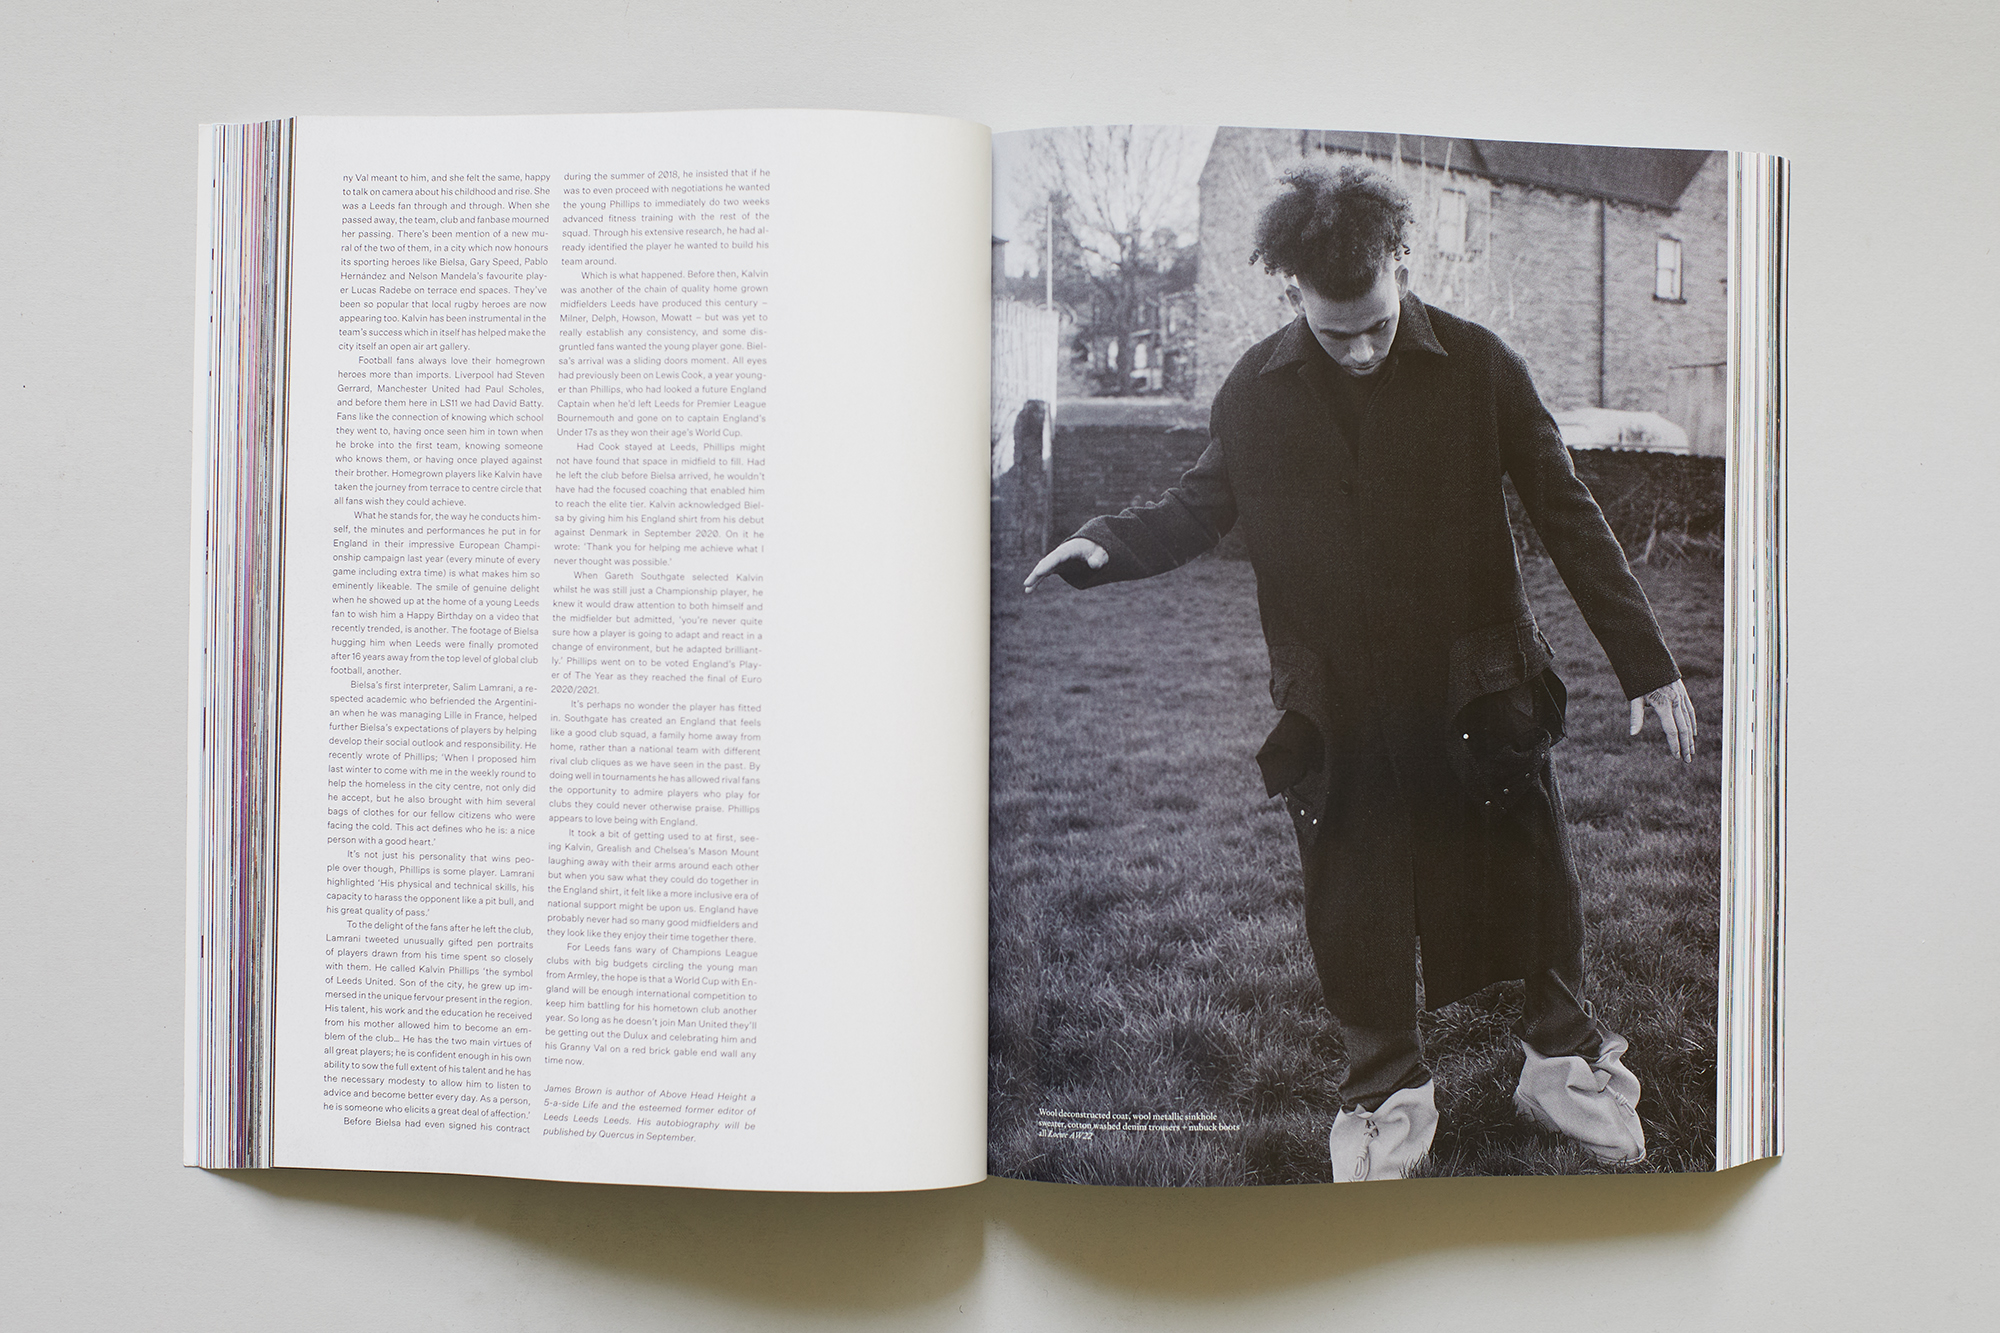 ny Val meant to him, and she felt the same, happy
to talk on camera about his childhood and rise. She
was a Leeds fan through and through. When she
passed away, the team, club and fanbase mourned
her passing. There's been mention of a new mu-
ral of the two of them, in a city which now honours
its sporting heroes like Bielsa, Gary Speed, Pablo
Hernández and Nelson Mandela's favourite play-
er Lucas Radebe on terrace end spaces. They've
been so popular that local rugby heroes are now
appearing too. Kalvin has been instrumental in the
team's success which in itself has helped make the
city itself an open air art gallery.
Football fans always love their homegrown
heroes more than imports. Liverpool had Steven
Gerrard, Manchester United had Paul Scholes,
and before them here in LS11 we had David Batty.
Fans like the connection of knowing which school
they went to, having once seen him in town when
he broke into the first team, knowing someone
who knows them, or having once played against
their brother. Homegrown players like Kalvin have
taken the journey from terrace to centre circle that
all fans wish they could achieve.
What he stands for, the way he conducts him-
self, the minutes and performances he put in for
England in their impressive European Champi-
onship campaign last year (every minute of every
game including extra time) is what makes him so
eminently likeable. The smile of genuine delight
when he showed up at the home of a young Leeds
fan to wish him a Happy Birthday on a video that
recently trended, is another. The footage of Bielsa
hugging him when Leeds were finally promoted
after 16 years away from the top level of global club
football, another.
Bielsa's first interpreter, Salim Lamrani, a re-
spected academic who befriended the Argentini-
an when he was managing Lille in France, helped
further Bielsa's expectations of players by helping
develop their social outlook and responsibility. He
recently wrote of Phillips; 'When I proposed him
last winter to come with me in the weekly round to
help the homeless in the city centre, not only did
he accept, but he also brought with him several
bags of clothes for our fellow citizens who were
facing the cold. This act defines who he is: a nice
person with a good heart.'
It's not just his personality that wins peo-
ple over though, Phillips is some player. Lamrani
highlighted 'His physical and technical skills, his
capacity to harass the opponent like a pit bull, and
his great quality of pass.'
To the delight of the fans after he left the club,
Lamrani tweeted unusually gifted pen portraits
of players drawn from his time spent so closely
with them. He called Kalvin Phillips 'the symbol
of Leeds United. Son of the city, he grew up im-
mersed in the unique fervour present in the region.
His talent, his work and the education he received
from his mother allowed him to become an em-
blem of the club... He has the two main virtues of
all great players; he is confident enough in his own
ability to sow the full extent of his talent and he has
the necessary modesty to allow him to listen to
advice and become better every day. As a person,
he is someone who elicits a great deal of affection.'
Before Bielsa had even signed his contract
during the summer of 2018, he insisted that if he
was to even proceed with negotiations he wanted
the young Phillips to immediately do two weeks
advanced fitness training with the rest of the
squad. Through his extensive research, he had al-
ready identified the player he wanted to build his
team around.
Which is what happened. Before then, Kalvin
was another of the chain of quality home grown
midfielders Leeds have produced this century –
Milner, Delph, Howson, Mowatt – but was yet to
really establish any consistency, and some dis-
gruntled fans wanted the young player gone. Biel-
sa's arrival was a sliding doors moment. All eyes
had previously been on Lewis Cook, a year young-
er than Phillips, who had looked a future England
Captain when he'd left Leeds for Premier League
Bournemouth and gone on to captain England's
Under 17s as they won their age's World Cup.
Had Cook stayed at Leeds, Phillips might
not have found that space in midfield to fill. Had
he left the club before Bielsa arrived, he wouldn't
have had the focused coaching that enabled him
to reach the elite tier. Kalvin acknowledged Biel-
sa by giving him his England shirt from his debut
against Denmark in September 2020. On it he
wrote: 'Thank you for helping me achieve what I
never thought was possible.'
When Gareth Southgate selected Kalvin
whilst he was still just a Championship player, he
knew it would draw attention to both himself and
the midfielder but admitted, 'you're never quite
sure how a player is going to adapt and react in a
change of environment, but he adapted brilliant-
ly.' Phillips went on to be voted England's Play-
er of The Year as they reached the final of Euro
2020/2021.
It's perhaps no wonder the player has fitted
in. Southgate has created an England that feels
like a good club squad, a family home away from
home, rather than a national team with different
rival club cliques as we have seen in the past. By
doing well in tournaments he has allowed rival fans
the opportunity to admire players who play for
clubs they could never otherwise praise. Phillips
appears to love being with England.
It took a bit of getting used to at first, see-
ing Kalvin, Grealish and Chelsea's Mason Mount
laughing away with their arms around each other
but when you saw what they could do together in
the England shirt, it felt like a more inclusive era of
national support might be upon us. England have
probably never had so many good midfielders and
they look like they enjoy their time together there.
For Leeds fans wary of Champions League
clubs with big budgets circling the young man
from Armley, the hope is that a World Cup with En-
gland will be enough international competition to
keep him battling for his hometown club another
year. So long as he doesn't join Man United they'll
be getting out the Dulux and celebrating him and
his Granny Val on a red brick gable end wall any
time now.
James Brown is author of Above Head Height a
5-a-side Life and the esteemed former editor of
Leeds Leeds Leeds. His autobiography will be
published by Quercus in September.
Wool deconstructed coat, wool metallic sinkhole
sweater, cotton washed denim trousers + nubuck boots
all Loewe AW22